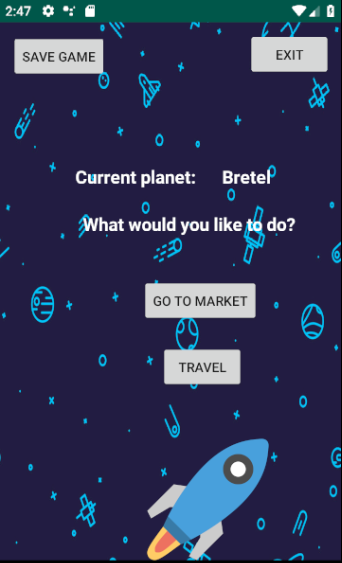 2:47
SAVE GAME
EXIT
Current planet: Bretel
What would you like to do?
GO TO MARKET
TRAVEL